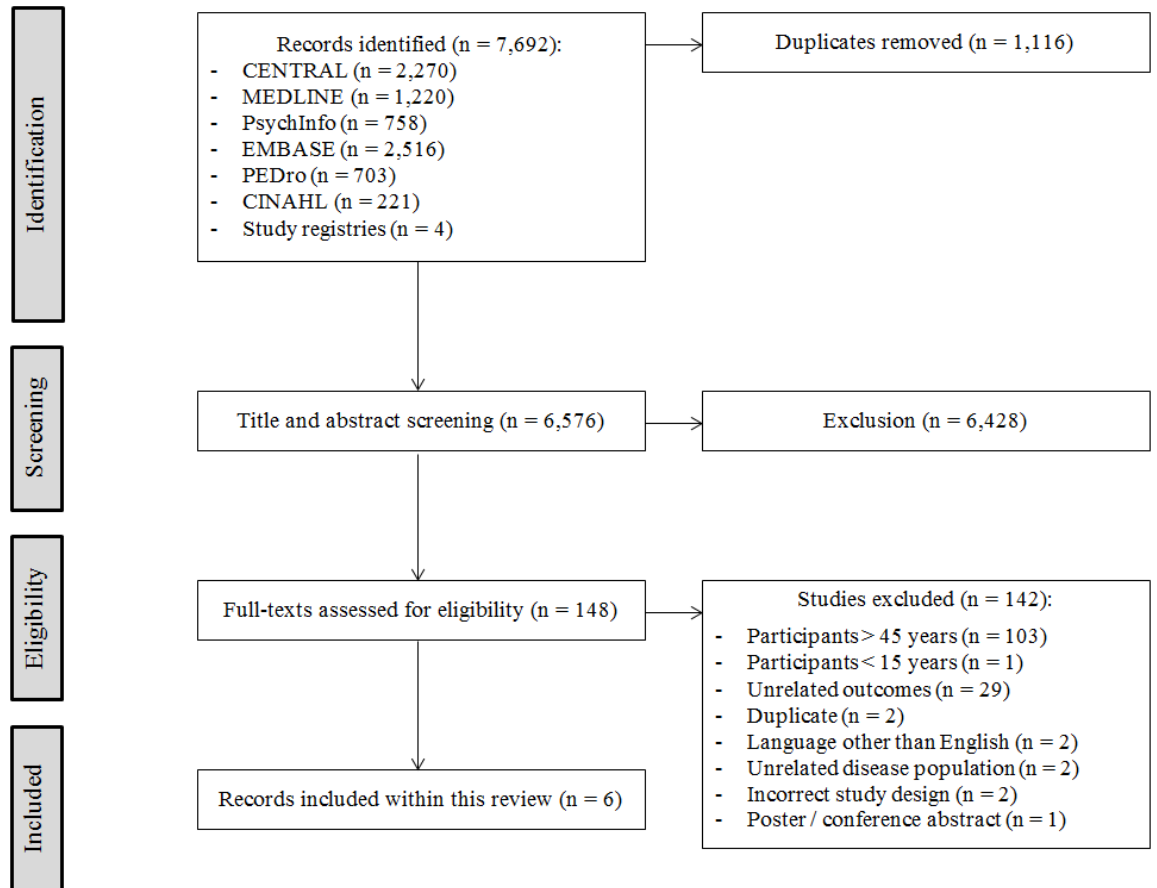 Identification
Records identified (n = 7,692):
- CENTRAL (n = 2,270)
- MEDLINE (n = 1,220)
- PsychInfo (n = 758)
- EMBASE (n = 2,516)
- PEDro (n = 703)
- CINAHL (n = 221)
- Study registries (n = 4)
Duplicates removed (n = 1,116)
Screening
Title and abstract screening (n = 6,576)
Exclusion (n = 6,428)
Eligibility
Full-texts assessed for eligibility (n = 148)
Studies excluded (n = 142):
- Participants > 45 years (n = 103)
- Participants < 15 years (n = 1)
- Unrelated outcomes (n = 29)
- Duplicate (n = 2)
- Language other than English (n = 2)
- Unrelated disease population (n = 2)
- Incorrect study design (n = 2)
- Poster / conference abstract (n = 1)
Included
Records included within this review (n = 6)